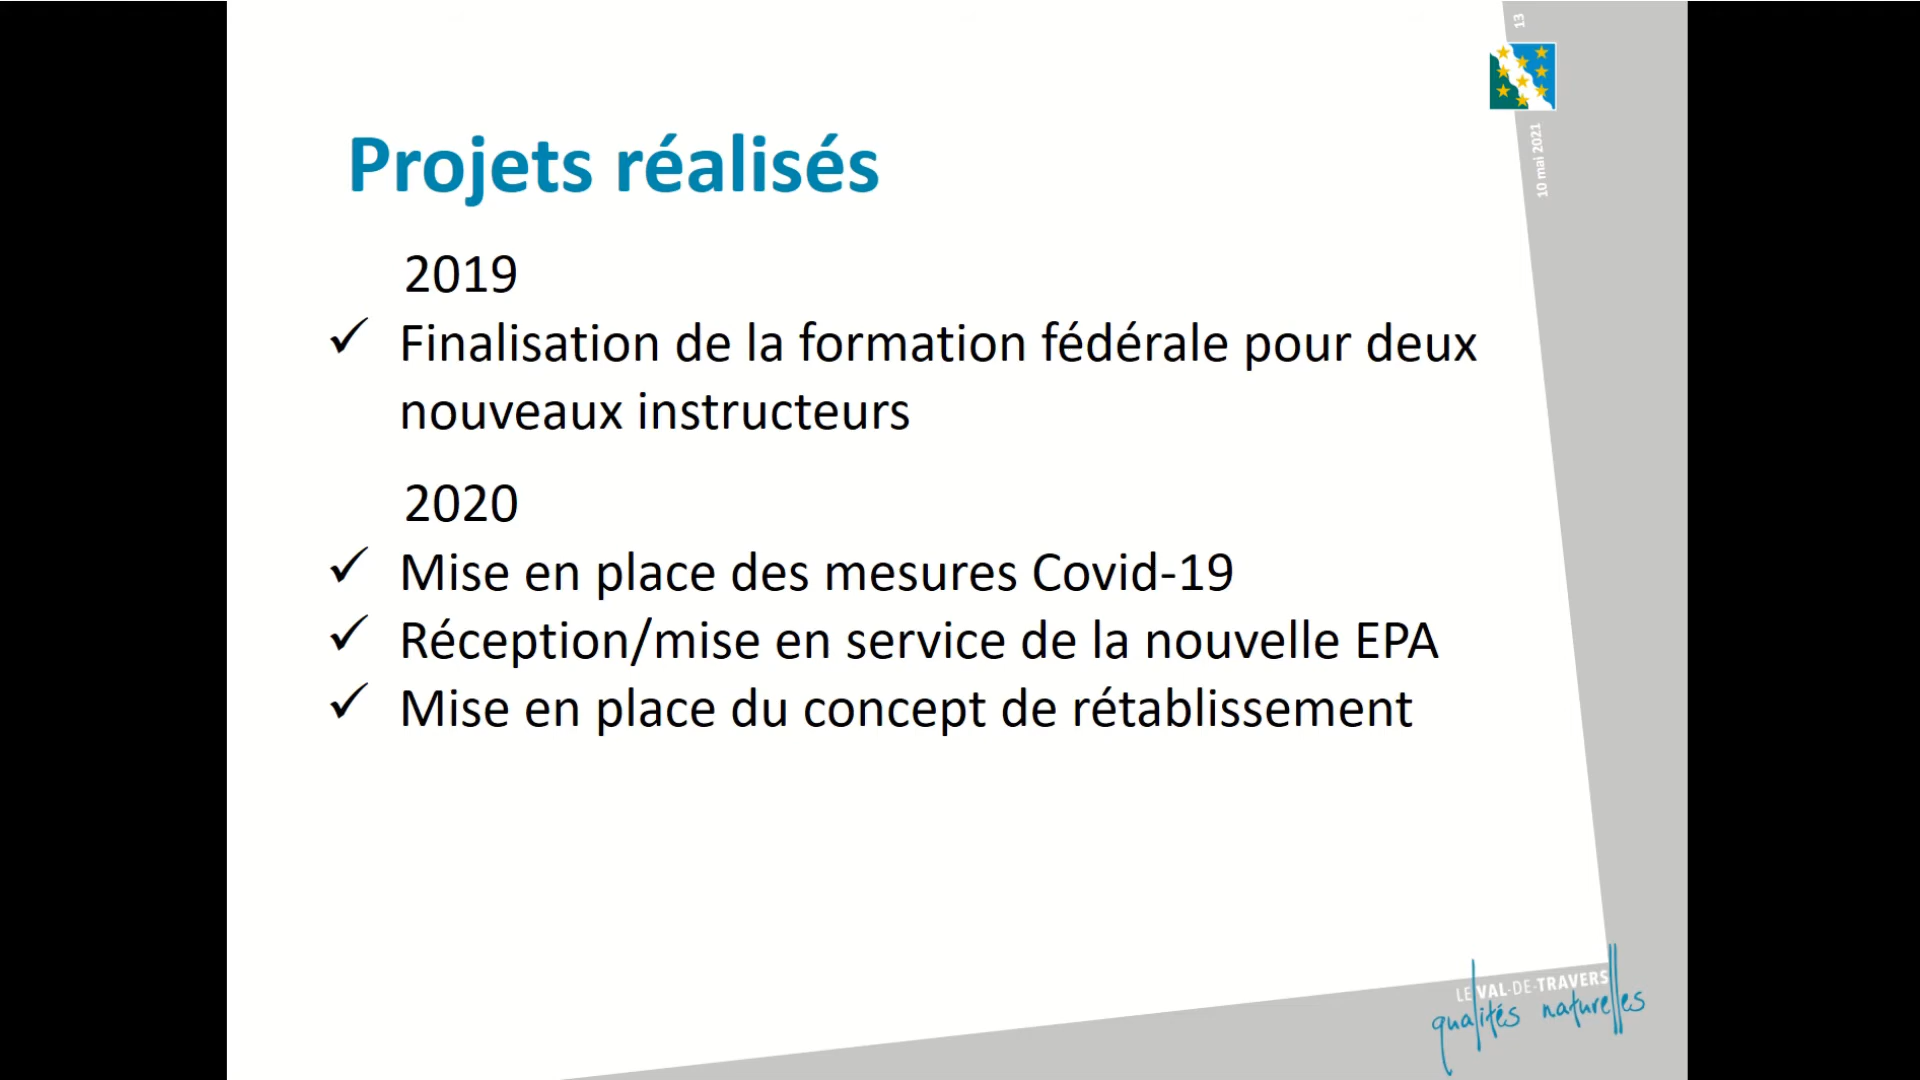 13
10 mai 2021
Projets réalisés
2019
✓ Finalisation de la formation fédérale pour deux
nouveaux instructeurs
2020
✓ Mise en place des mesures Covid-19
✓ Réception/mise en service de la nouvelle EPA
✓ Mise en place du concept de rétablissement
LE VAL-DE-TRAVERS
qualités naturelles